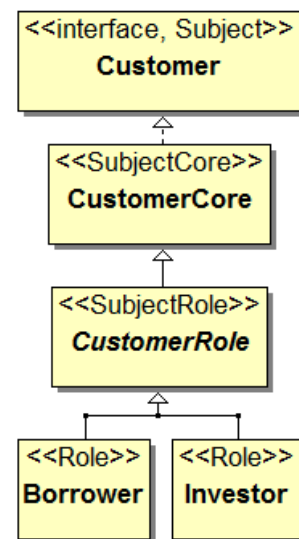 <<interface, Subject>>
Customer
<<SubjectCore>>
CustomerCore
<<SubjectRole>>
CustomerRole
<<Role>>
Borrower
<<Role>>
Investor